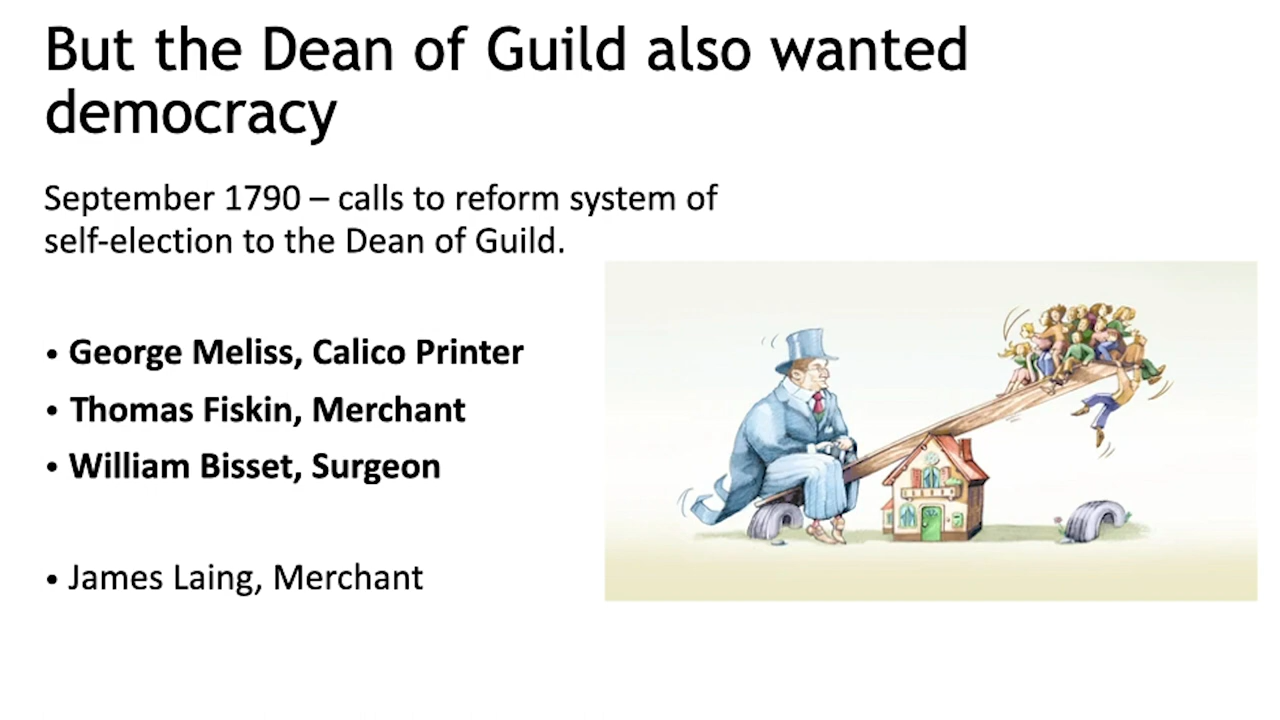 But the Dean of Guild also wanted
democracy
September 1790 – calls to reform system of
self-election to the Dean of Guild.
• George Meliss, Calico Printer
• Thomas Fiskin, Merchant
• William Bisset, Surgeon
• James Laing, Merchant